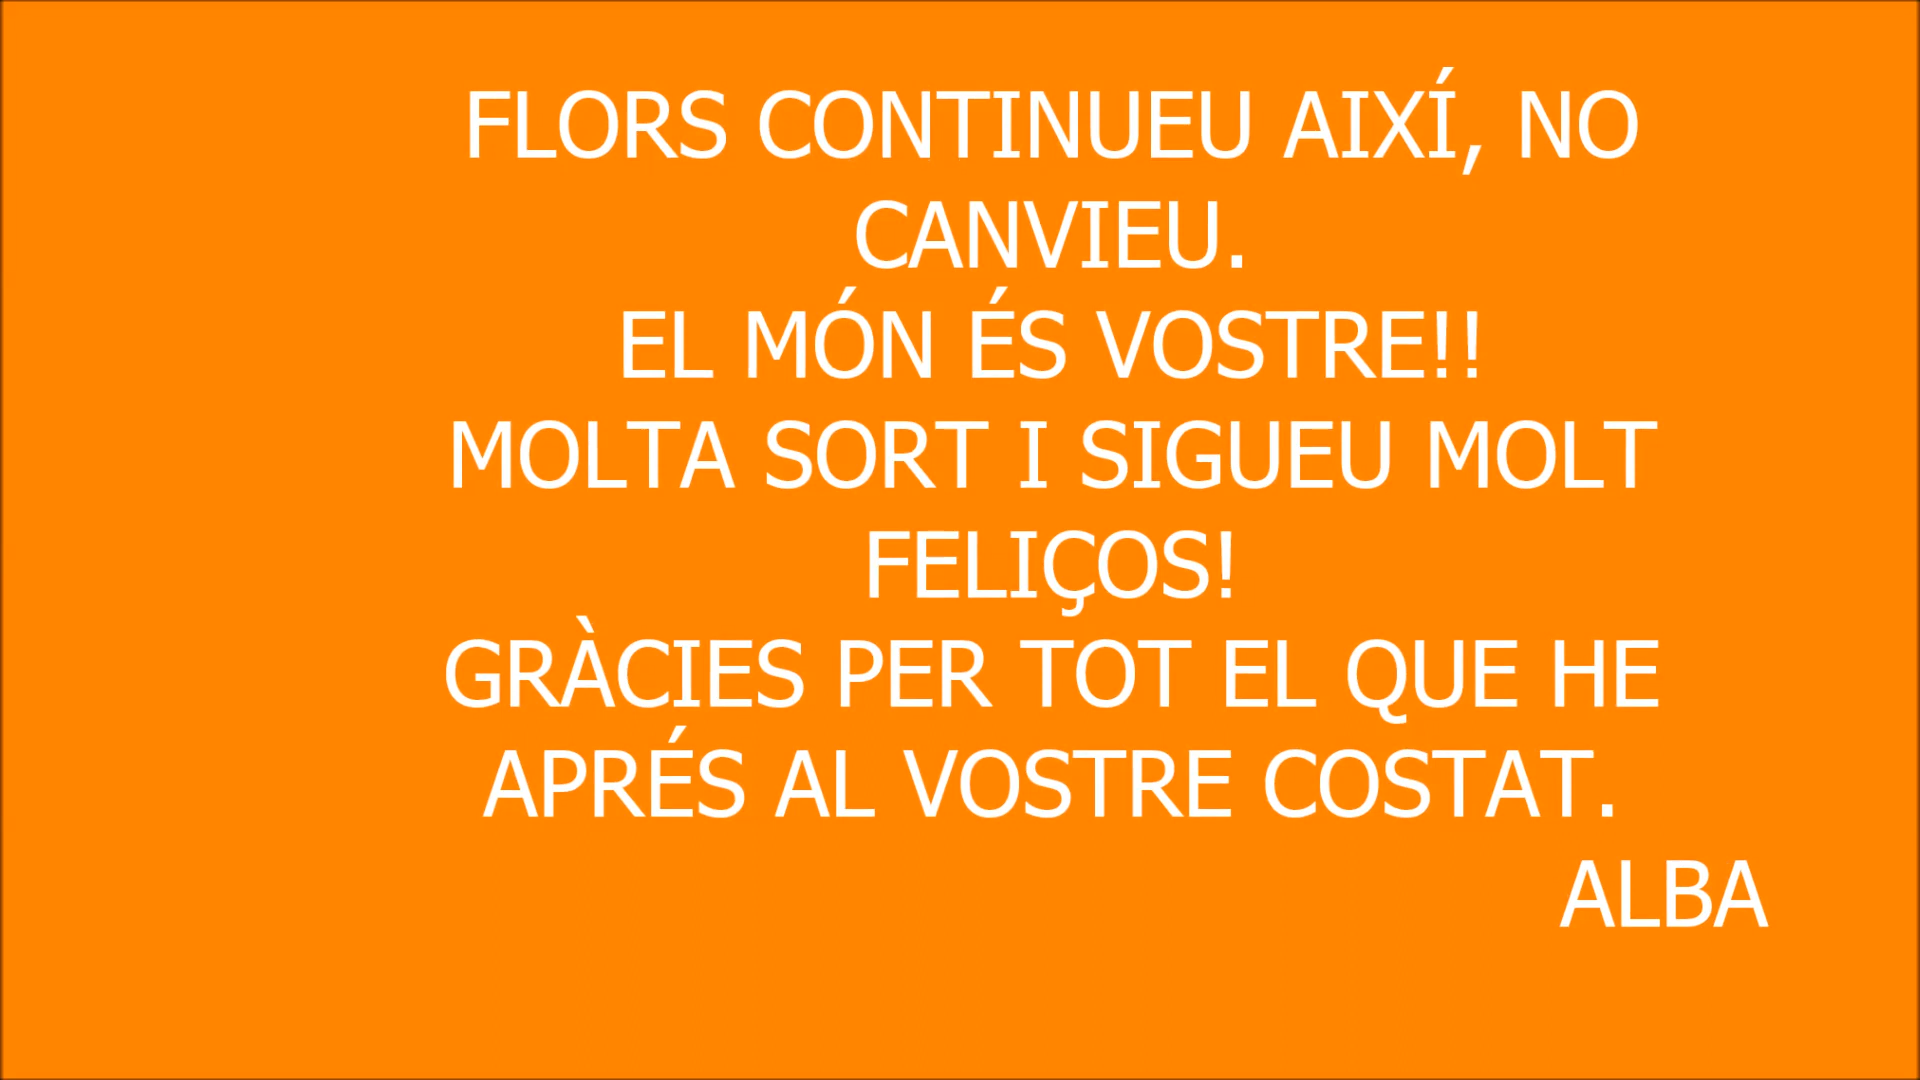 FLORS CONTINUEU AIXÍ, NO
CANVIEU.
EL MÓN ÉS VOSTRE!!
MOLTA SORT I SIGUEU MOLT
FELIÇOS!
GRÀCIES PER TOT EL QUE HE
APRÉS AL VOSTRE COSTAT.
ALBA